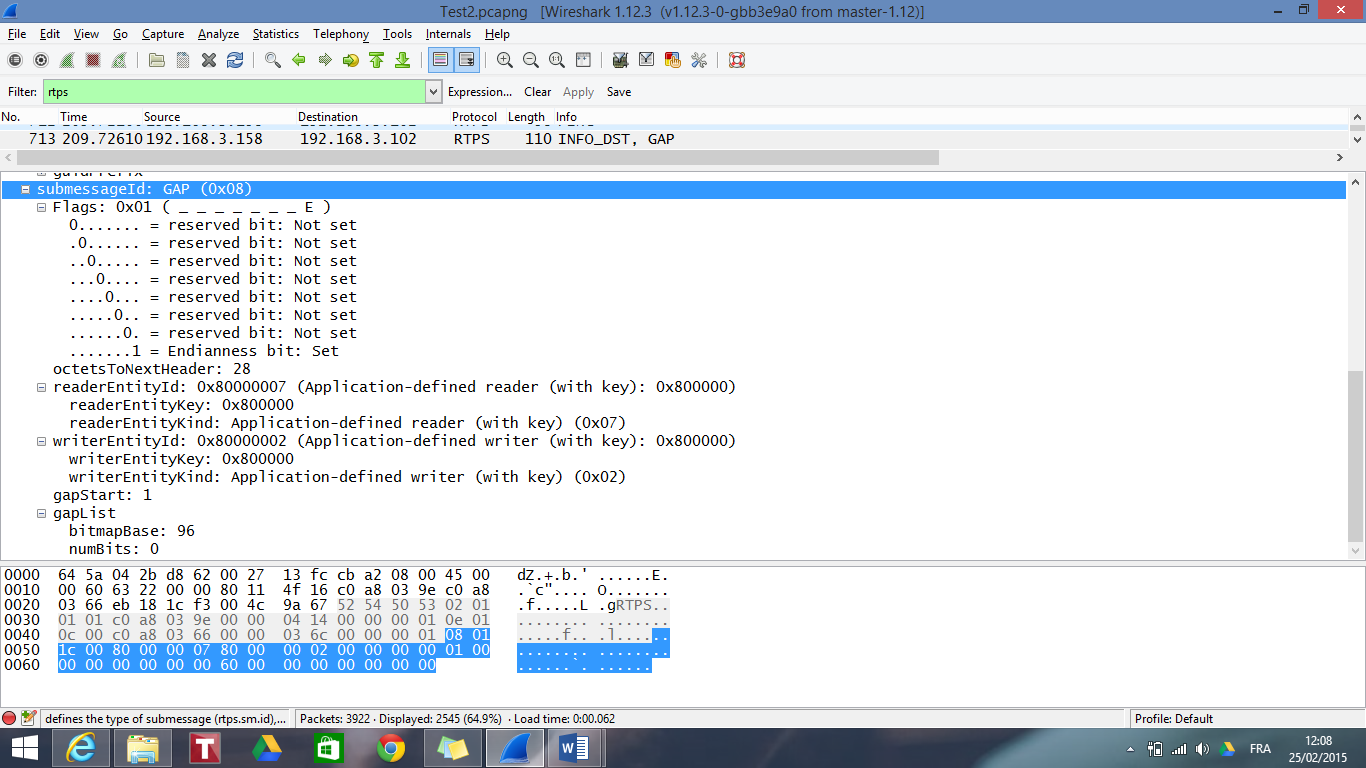 Test2.pcapng [Wireshark 1.12.3 (v1.12.3-0-gbb3e9a0 from master-1.12)]
File Edit View Go Capture Analyze Statistics Telephony Tools Internals Help
Filter: rtps Expression... Clear Apply Save
No. Time Source Destination Protocol Length Info
713 209.72610 192.168.3.158 192.168.3.102 RTPS 110 INFO_DST, GAP
guidPrefix
submessageId: GAP (0x08)
Flags: 0x01 ( _ _ _ _ _ _ _ E )
0....... = reserved bit: Not set
.0...... = reserved bit: Not set
..0..... = reserved bit: Not set
...0.... = reserved bit: Not set
....0... = reserved bit: Not set
.....0.. = reserved bit: Not set
......0. = reserved bit: Not set
.......1 = Endianness bit: Set
octetsToNextHeader: 28
readerEntityId: 0x80000007 (Application-defined reader (with key): 0x800000)
readerEntityKey: 0x800000
readerEntityKind: Application-defined reader (with key) (0x07)
writerEntityId: 0x80000002 (Application-defined writer (with key): 0x800000)
writerEntityKey: 0x800000
writerEntityKind: Application-defined writer (with key) (0x02)
gapStart: 1
gapList
bitmapBase: 96
numBits: 0
0000 64 5a 04 2b d8 62 00 27 13 fc cb a2 08 00 45 00 dZ.+.b.' ......E.
0010 00 60 63 22 00 00 80 11 4f 16 c0 a8 03 9e c0 a8 .`c".... O.......
0020 03 66 eb 18 1c f3 00 4c 9a 67 52 54 50 53 02 01 .f.....L .gRTPS..
0030 01 01 c0 a8 03 9e 00 00 04 14 00 00 00 01 0e 01 ........ ........
0040 0c 00 c0 a8 03 66 00 00 03 6c 00 00 00 01 08 01 .....f.. .l......
0050 1c 00 80 00 00 07 80 00 00 02 00 00 00 00 01 00 ........ ........
0060 00 00 00 00 00 00 60 00 00 00 00 00 00 00 ......`. ......
defines the type of submessage (rtps.sm.id),... Packets: 3922 · Displayed: 2545 (64.9%) · Load time: 0:00.062 Profile: Default
FRA 12:08
25/02/2015